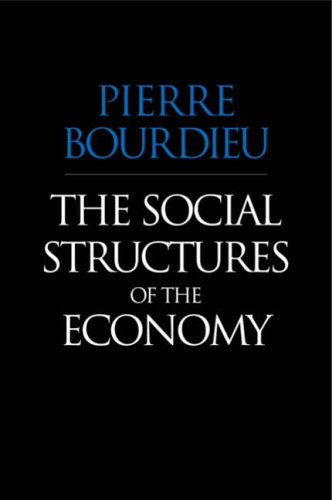 PIERRE
BOURDIEU
THE SOCIAL
STRUCTURES
OF THE
ECONOMY